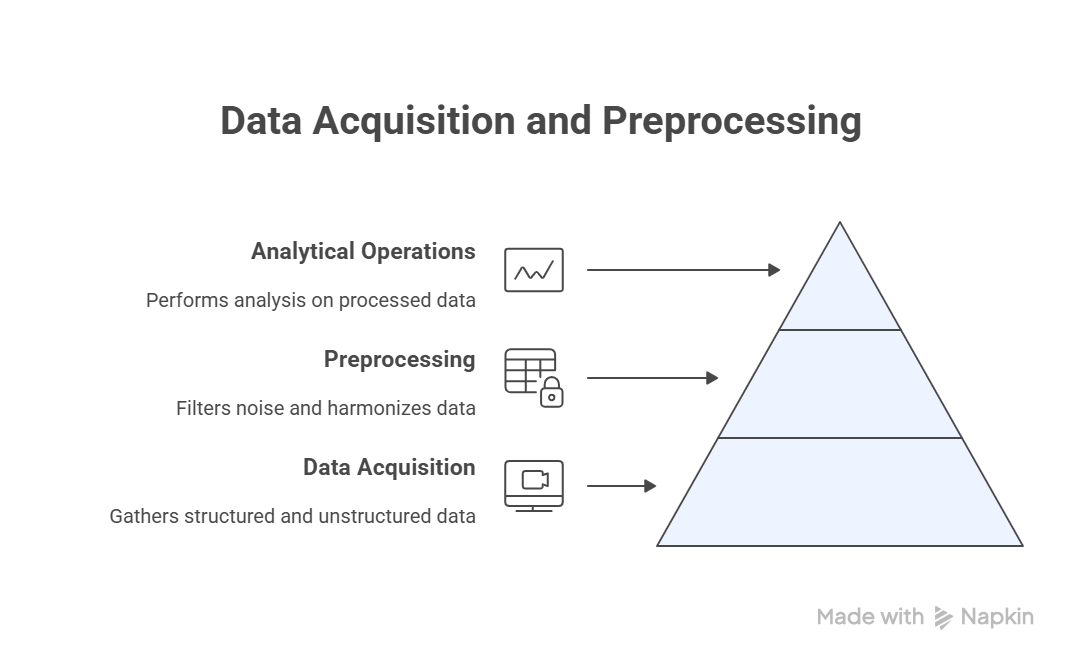 Data Acquisition and Preprocessing
Analytical Operations
Performs analysis on processed data
Preprocessing
Filters noise and harmonizes data
Data Acquisition
Gathers structured and unstructured data
Made with Napkin